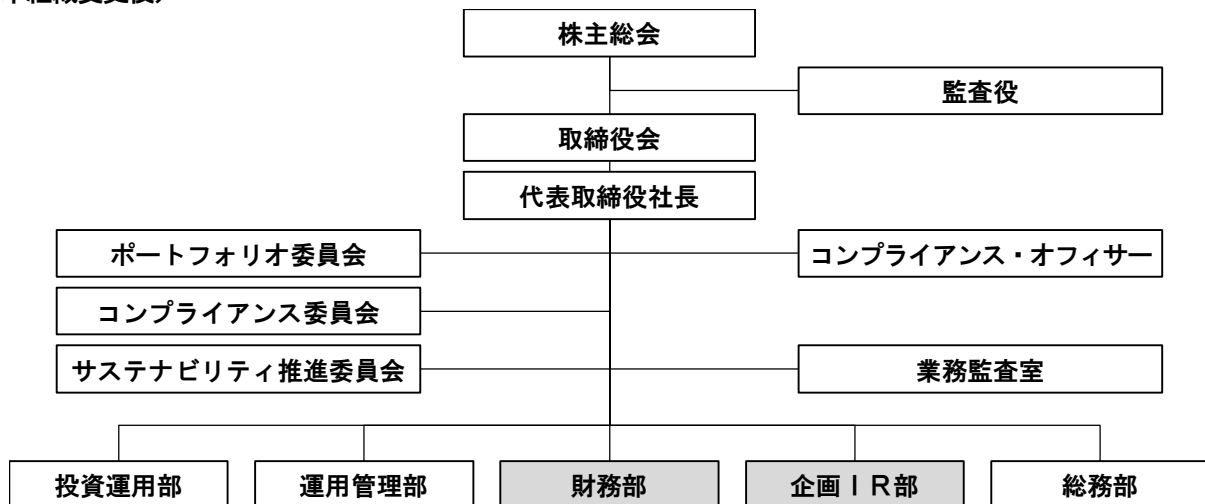 株主総会
監査役
取締役会
代表取締役社長
ポートフォリオ委員会
コンプライアンス・オフィサー
コンプライアンス委員会
サステナビリティ推進委員会
業務監査室
投資運用部
運用管理部
財務部
企画ＩＲ部
総務部